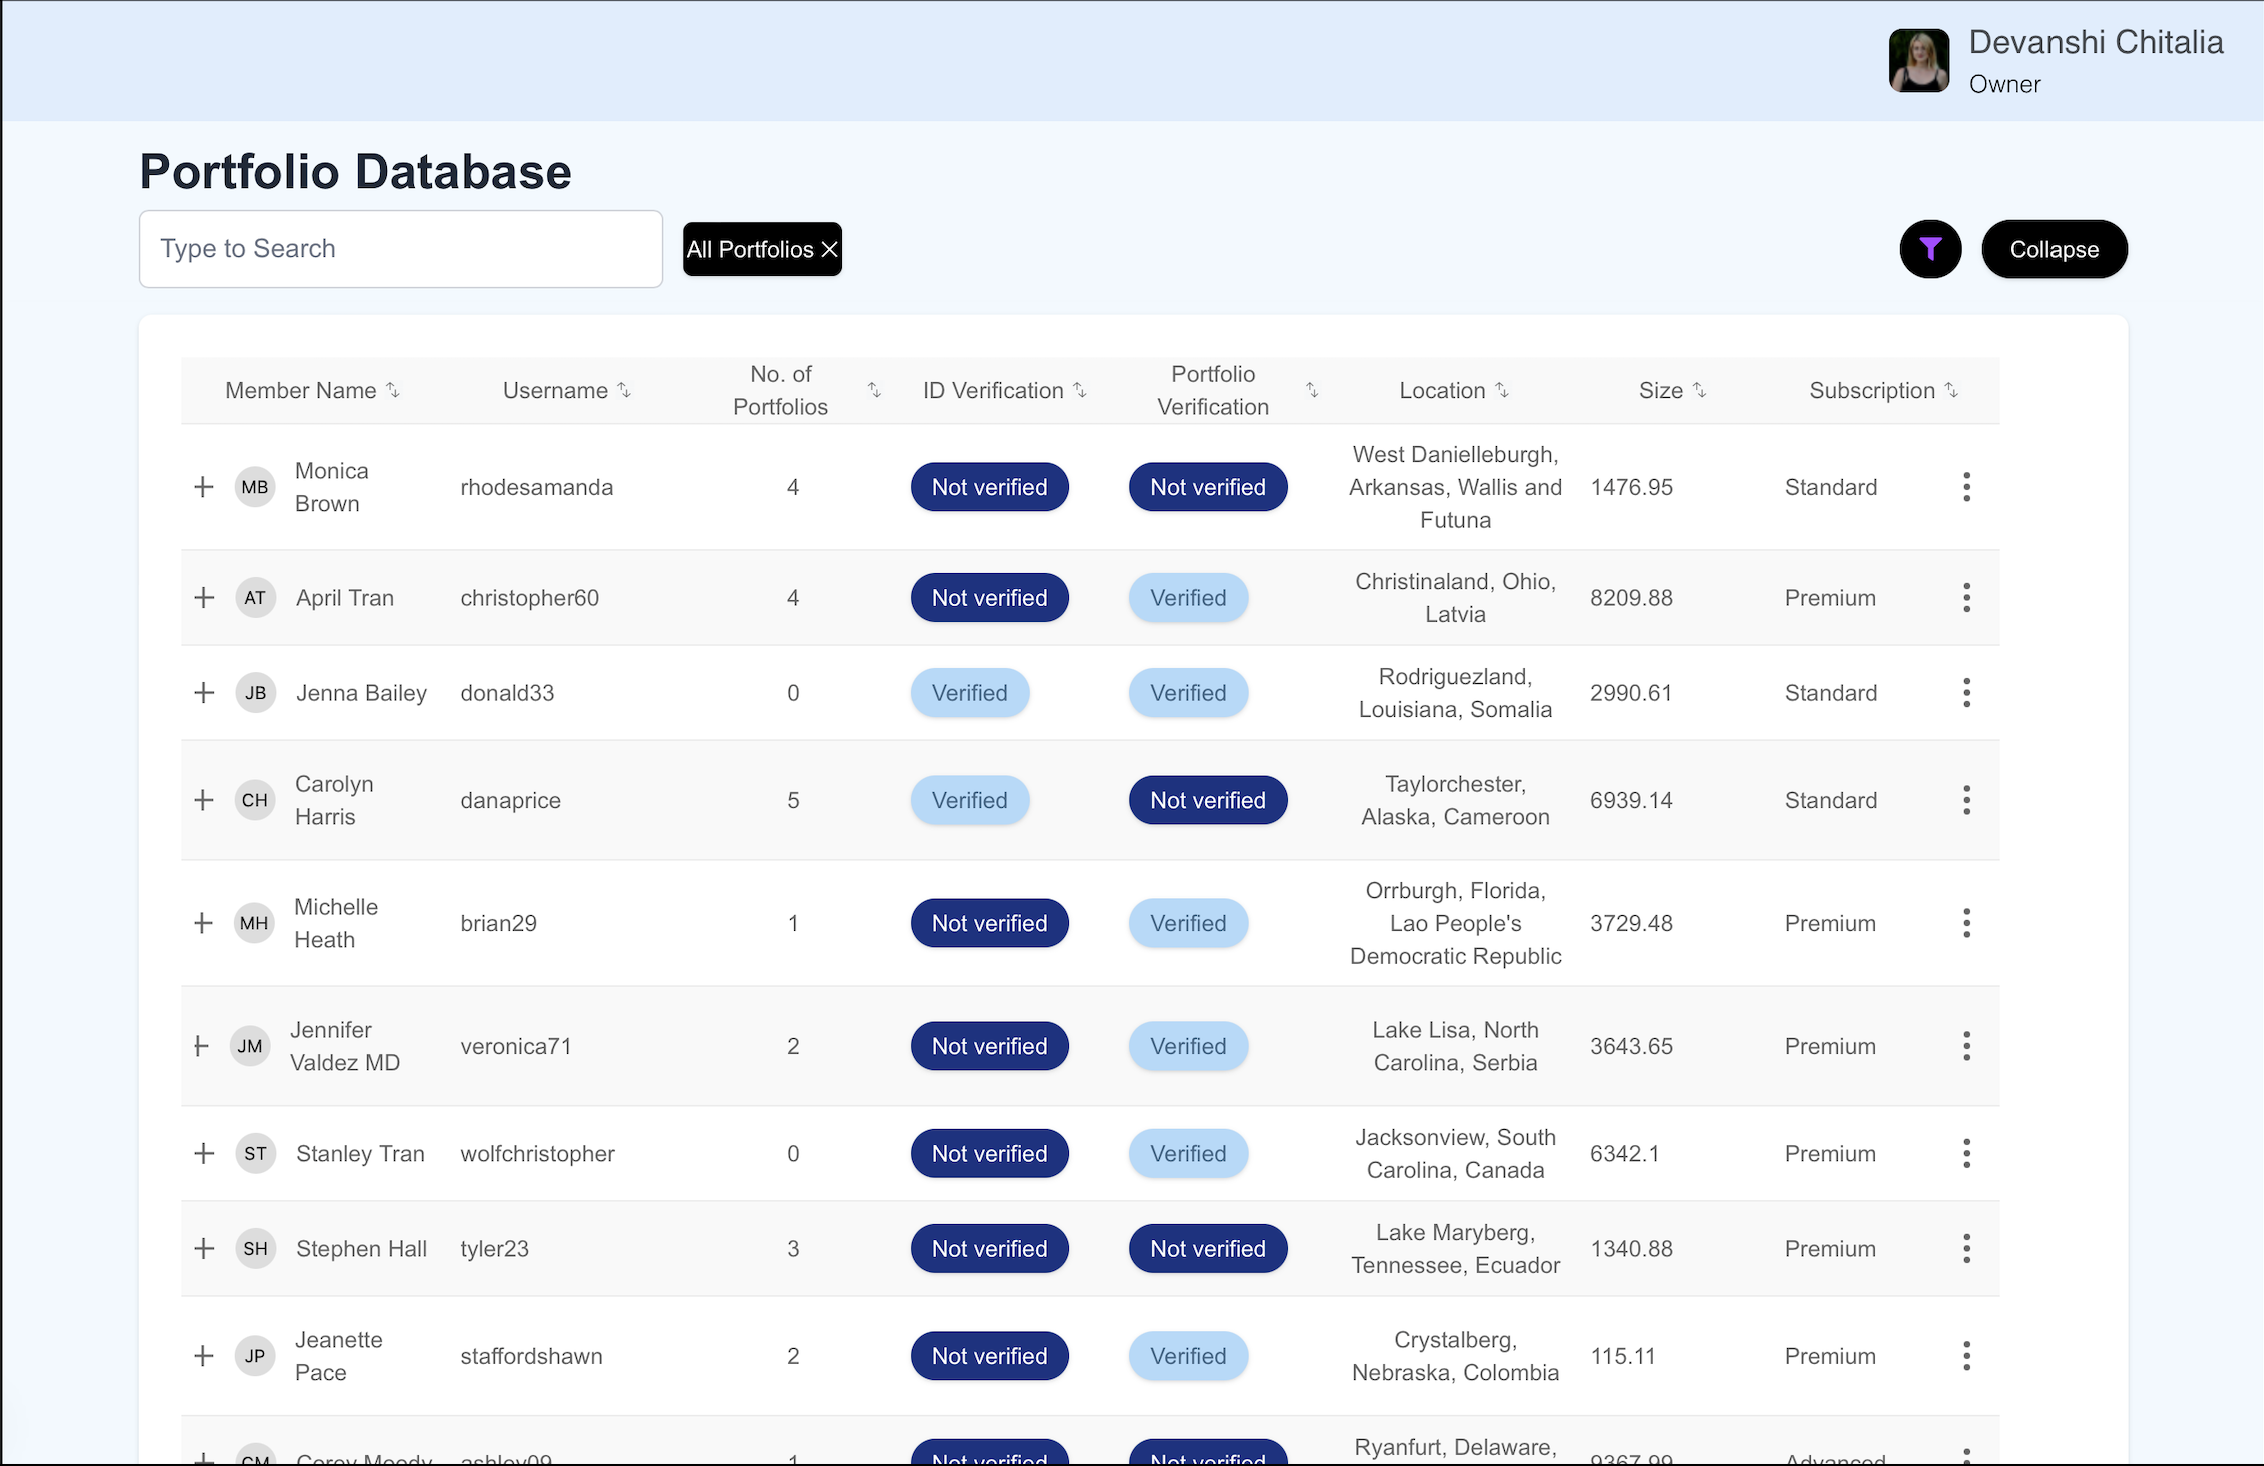 Devanshi Chitalia
Owner
Portfolio Database
Type to Search
All Portfolios
Collapse
Member Name Username No. of Portfolios ID Verification Portfolio Verification Location Size Subscription
MB Monica Brown rhodesamanda 4 Not verified Not verified West Danielleburgh, Arkansas, Wallis and Futuna 1476.95 Standard
AT April Tran christopher60 4 Not verified Verified Christinaland, Ohio, Latvia 8209.88 Premium
JB Jenna Bailey donald33 0 Verified Verified Rodriguezland, Louisiana, Somalia 2990.61 Standard
CH Carolyn Harris danaprice 5 Verified Not verified Taylorchester, Alaska, Cameroon 6939.14 Standard
MH Michelle Heath brian29 1 Not verified Verified Orrburgh, Florida, Lao People's Democratic Republic 3729.48 Premium
JM Jennifer Valdez MD veronica71 2 Not verified Verified Lake Lisa, North Carolina, Serbia 3643.65 Premium
ST Stanley Tran wolfchristopher 0 Not verified Verified Jacksonview, South Carolina, Canada 6342.1 Premium
SH Stephen Hall tyler23 3 Not verified Not verified Lake Maryberg, Tennessee, Ecuador 1340.88 Premium
JP Jeanette Pace staffordshawn 2 Not verified Verified Crystalberg, Nebraska, Colombia 115.11 Premium
CM Corey Moody ashley09 1 Not verified Not verified Ryanfurt, Delaware, 9367.99 Advanced